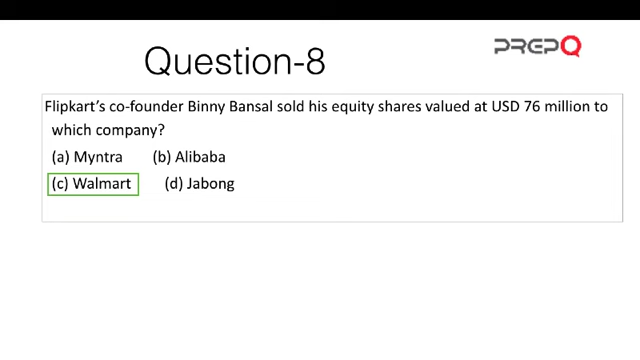 PREPQ
Question-8
Flipkart's co-founder Binny Bansal sold his equity shares valued at USD 76 million to
which company?
(a) Myntra (b) Alibaba
(c) Walmart (d) Jabong